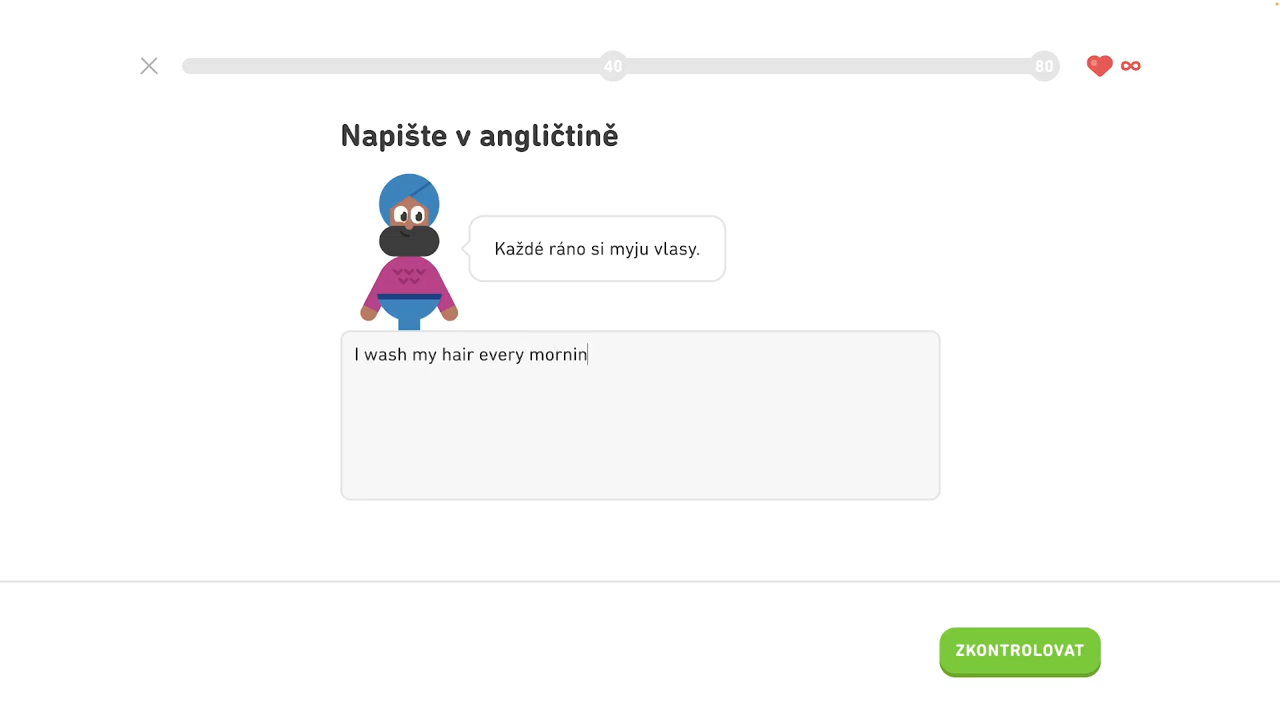 40
80
∞
Napište v angličtině
Každé ráno si myju vlasy.
I wash my hair every mornin
ZKONTROLOVAT